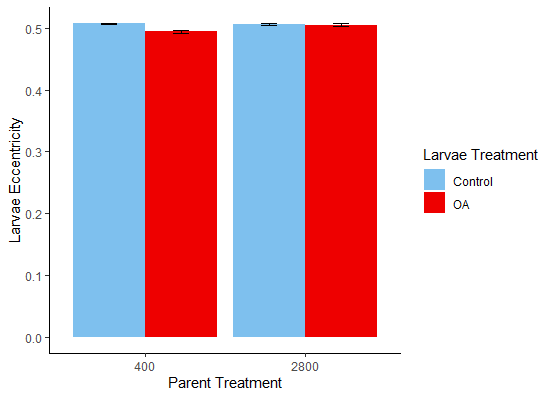 0.5
0.4
0.3
0.2
0.1
0.0
Larvae Eccentricity
400
2800
Parent Treatment
Larvae Treatment
Control
OA